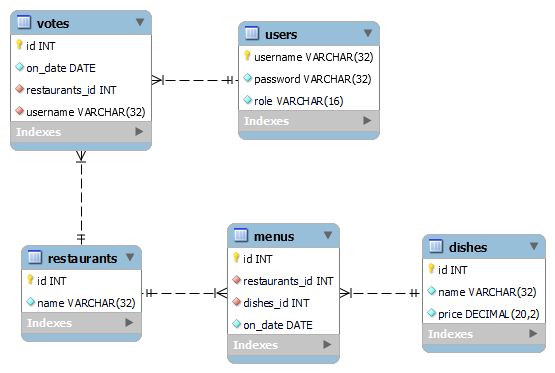 votes
id INT
on_date DATE
restaurants_id INT
username VARCHAR(32)
Indexes
users
username VARCHAR(32)
password VARCHAR(32)
role VARCHAR(16)
Indexes
restaurants
id INT
name VARCHAR(32)
Indexes
menus
id INT
restaurants_id INT
dishes_id INT
on_date DATE
Indexes
dishes
id INT
name VARCHAR(32)
price DECIMAL(20,2)
Indexes